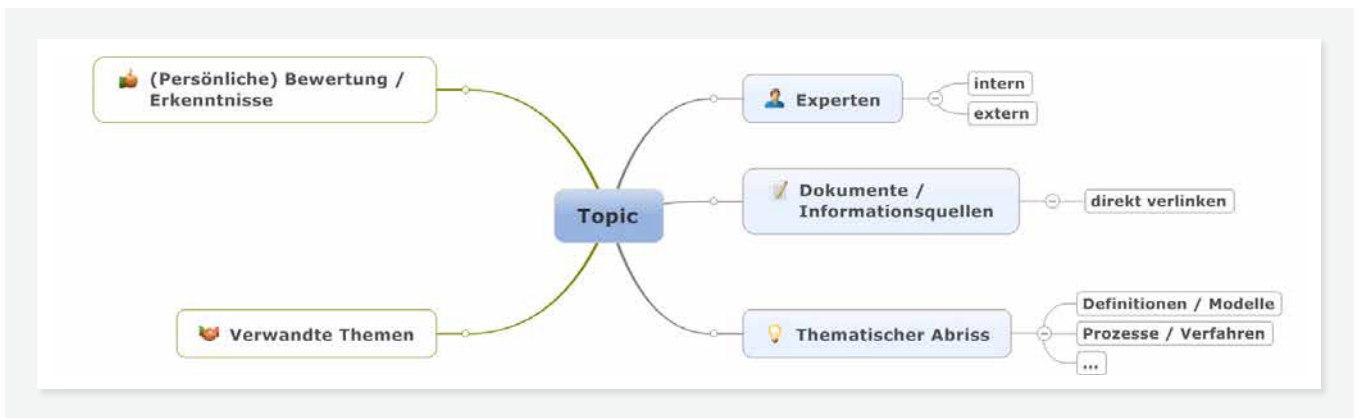 (Persönliche) Bewertung /
Erkenntnisse
Verwandte Themen
Topic
Experten
intern
extern
Dokumente /
Informationsquellen
direkt verlinken
Thematischer Abriss
Definitionen / Modelle
Prozesse / Verfahren
...